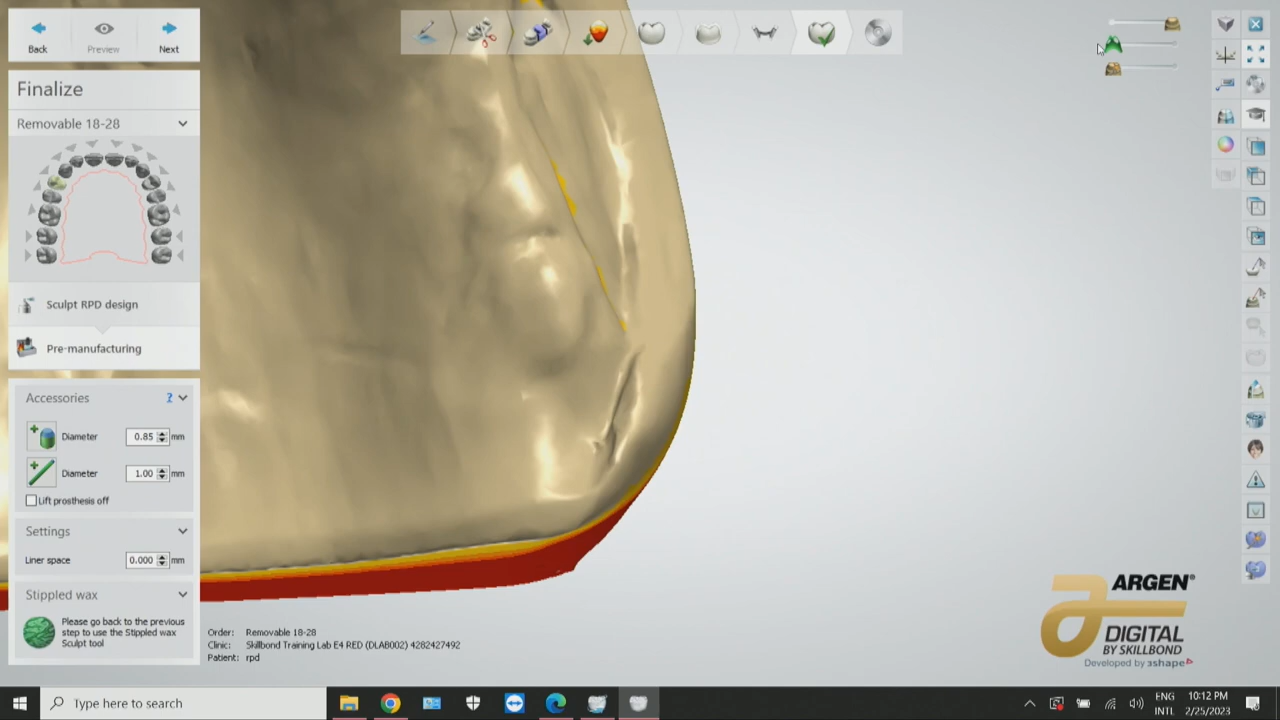 Back
Preview
Next
Finalize
Removable 18-28
Sculpt RPD design
Pre-manufacturing
Accessories ?
Diameter 0.85 mm
Diameter 1.00 mm
Lift prosthesis off
Settings
Liner space 0.000 mm
Stippled wax
Please go back to the previous
step to use the Stippled wax
Sculpt tool
Order: Removable 18-28
Clinic: Skillbond Training Lab E4 RED (DLAB002) 4282427492
Patient: rpd
ARGEN®
DIGITAL
BY SKILLBOND
Developed by 3shape
Type here to search
ENG
INTL
10:12 PM
2/25/2023